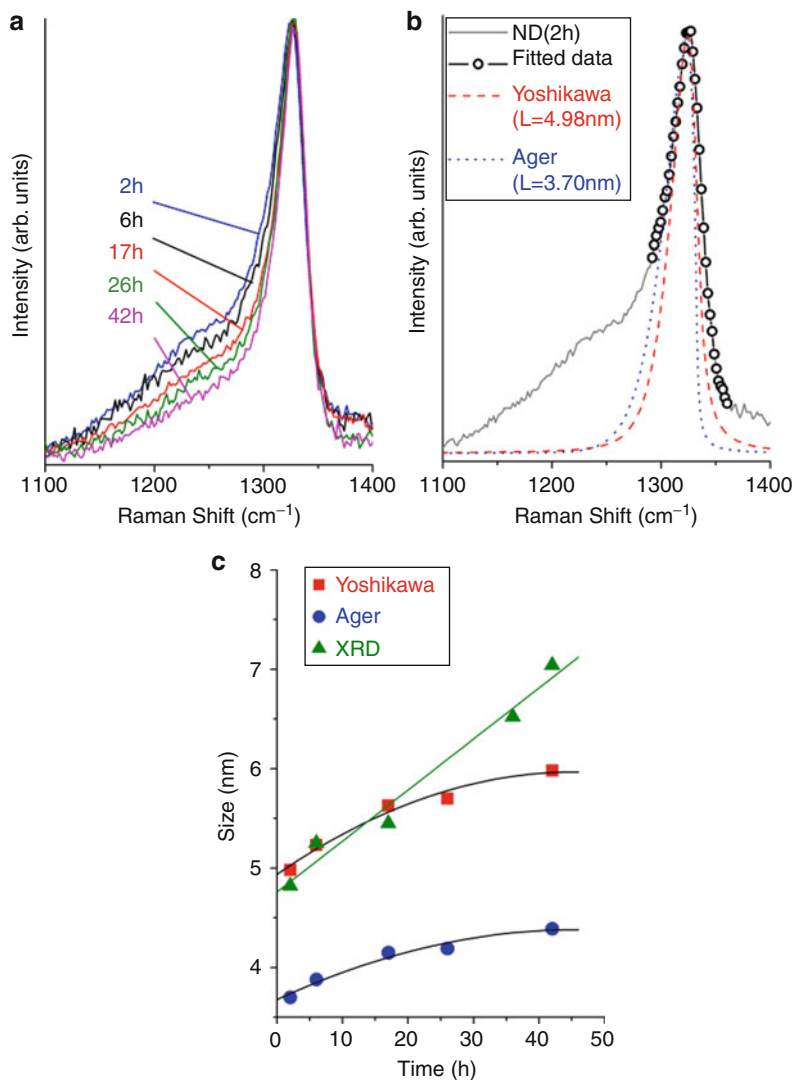 a
Intensity (arb. units)
2h
6h
17h
26h
42h
1100 1200 1300 1400
Raman Shift (cm⁻¹)
b
Intensity (arb. units)
ND(2h)
Fitted data
Yoshikawa
(L=4.98nm)
Ager
(L=3.70nm)
1100 1200 1300 1400
Raman Shift (cm⁻¹)
c
Size (nm)
8
7
6
5
4
Yoshikawa
Ager
XRD
0 10 20 30 40 50
Time (h)